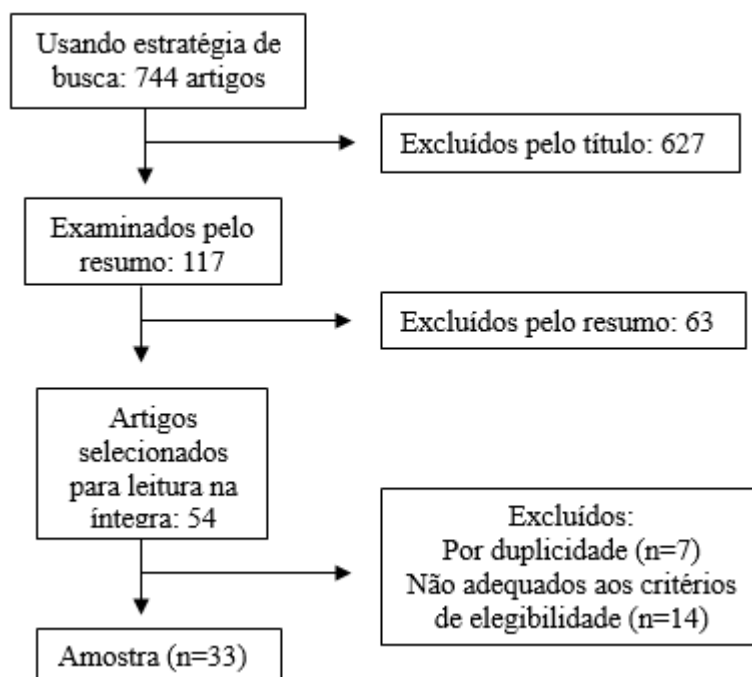 Usando estratégia de
busca: 744 artigos
Excluídos pelo título: 627
Examinados pelo
resumo: 117
Excluídos pelo resumo: 63
Artigos
selecionados
para leitura na
íntegra: 54
Excluídos:
Por duplicidade (n=7)
Não adequados aos critérios
de elegibilidade (n=14)
Amostra (n=33)